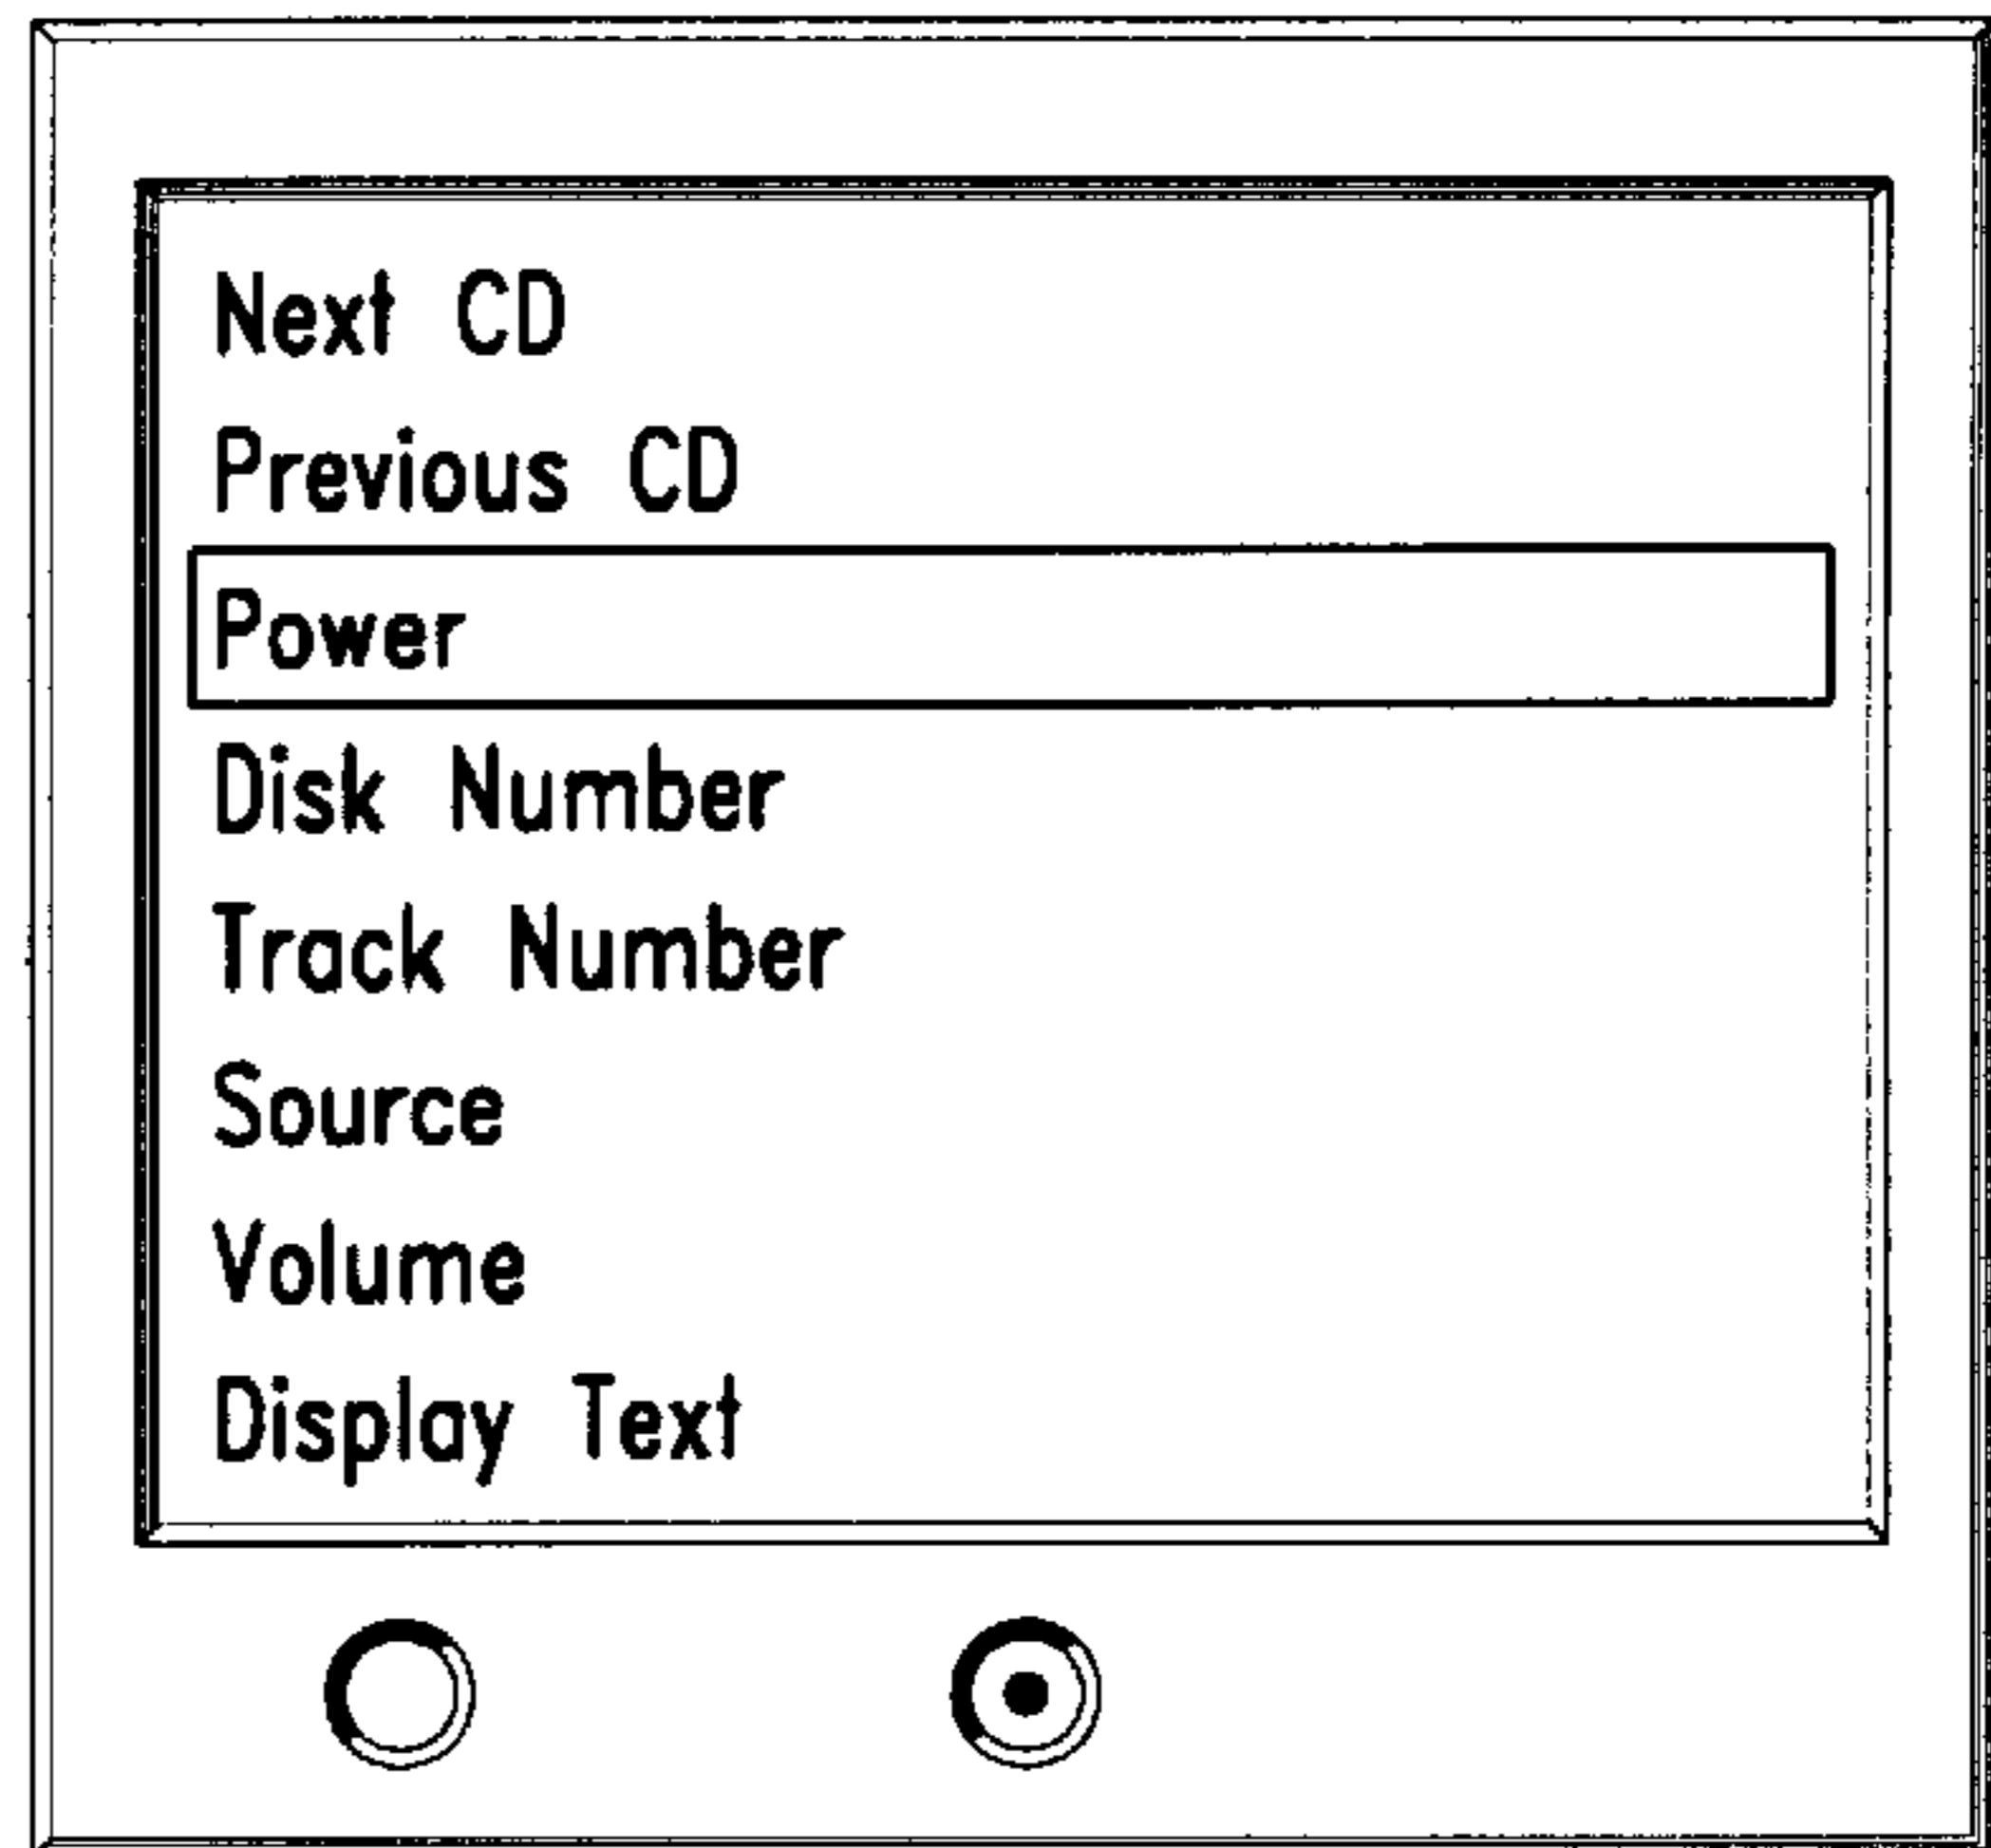 Next CD
Previous CD
Power
Disk Number
Track Number
Source
Volume
Display Text